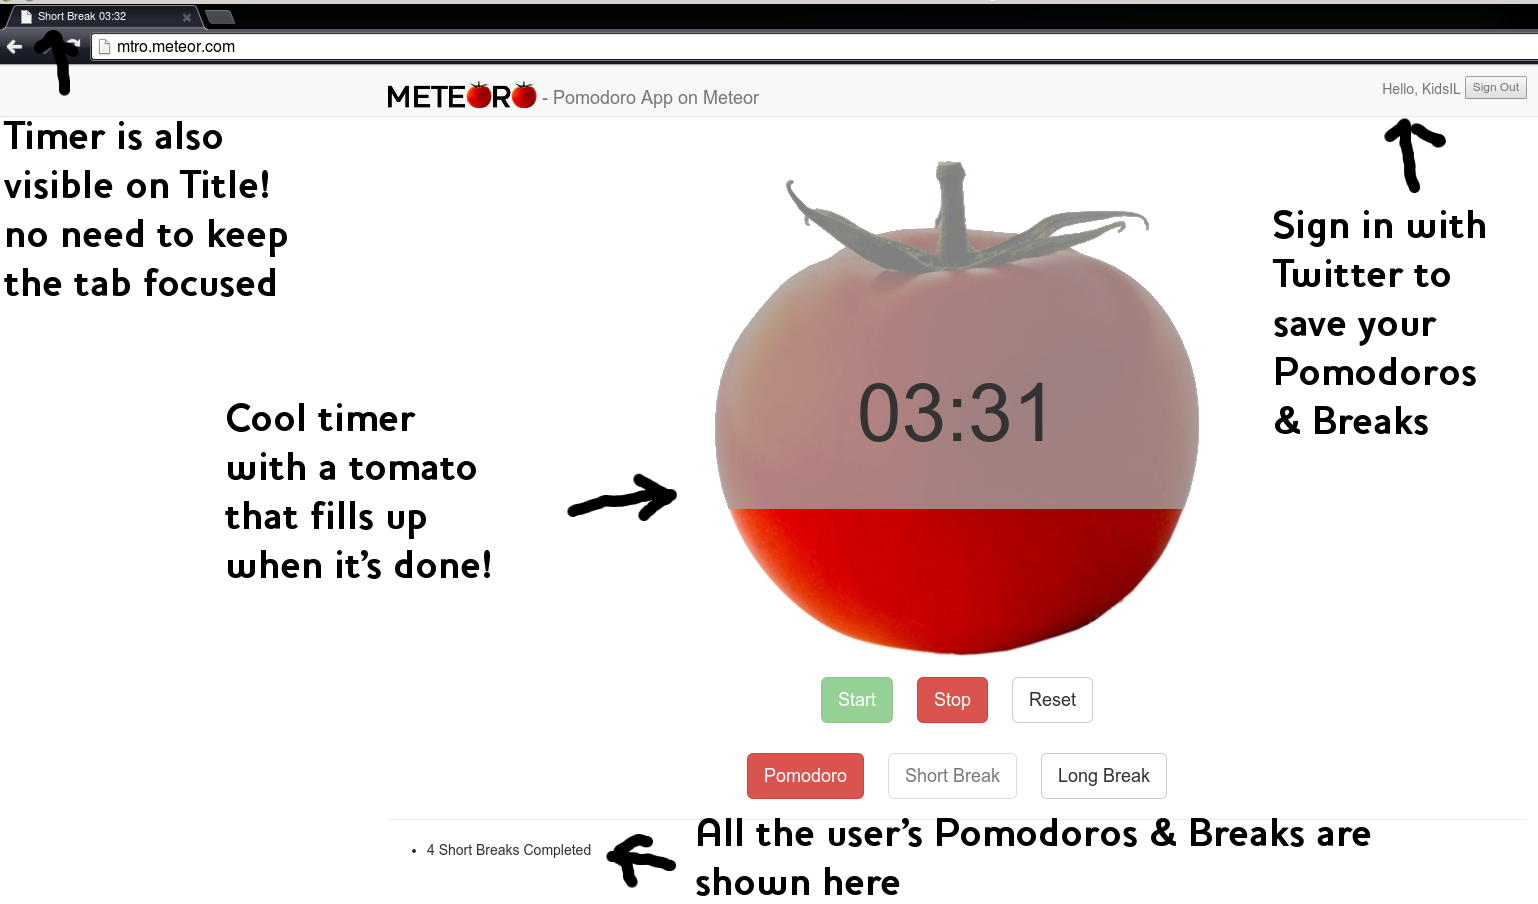 Short Break 03:32
mtro.meteor.com
METEORO - Pomodoro App on Meteor
Hello, KidsIL
Sign Out
Timer is also
visible on Title!
no need to keep
the tab focused
Sign in with
Twitter to
save your
Pomodoros
& Breaks
Cool timer
with a tomato
that fills up
when it's done!
03:31
Start
Stop
Reset
Pomodoro
Short Break
Long Break
4 Short Breaks Completed
All the user's Pomodoros & Breaks are
shown here